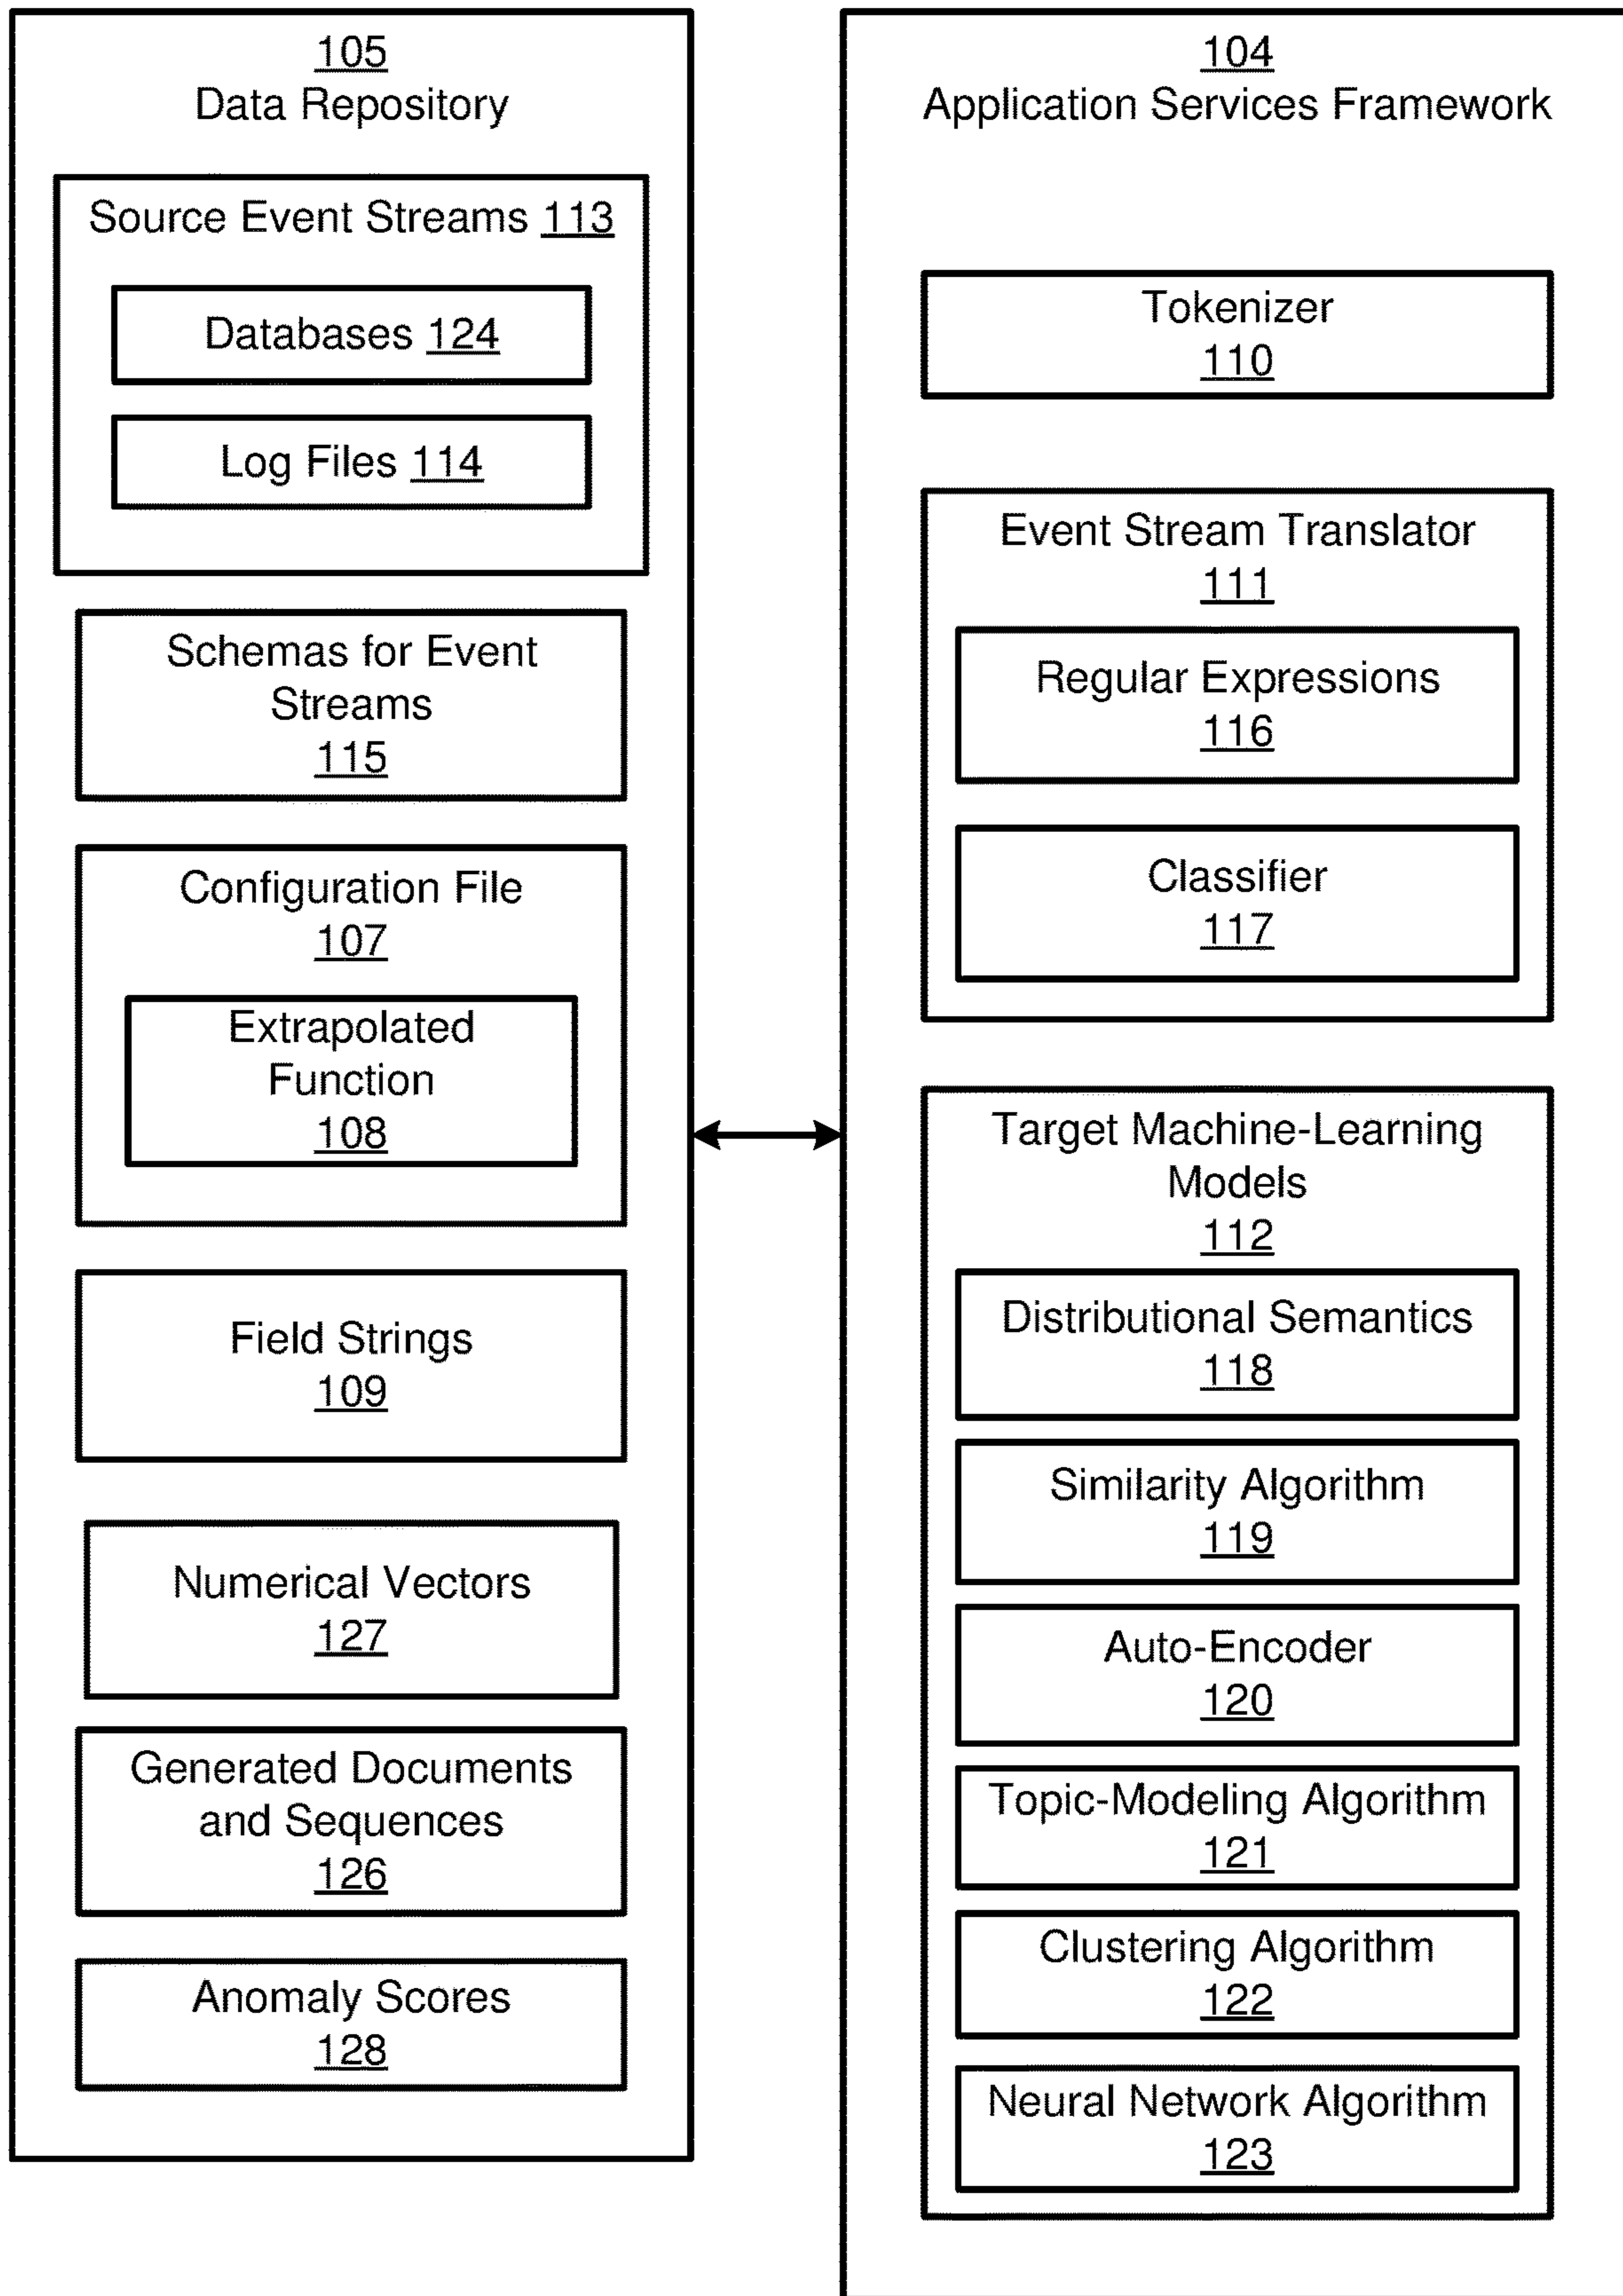 105
Data Repository
Source Event Streams 113
Databases 124
Log Files 114
Schemas for Event
Streams
115
Configuration File
107
Extrapolated
Function
108
Field Strings
109
Numerical Vectors
127
Generated Documents
and Sequences
126
Anomaly Scores
128
104
Application Services Framework
Tokenizer
110
Event Stream Translator
111
Regular Expressions
116
Classifier
117
Target Machine-Learning
Models
112
Distributional Semantics
118
Similarity Algorithm
119
Auto-Encoder
120
Topic-Modeling Algorithm
121
Clustering Algorithm
122
Neural Network Algorithm
123